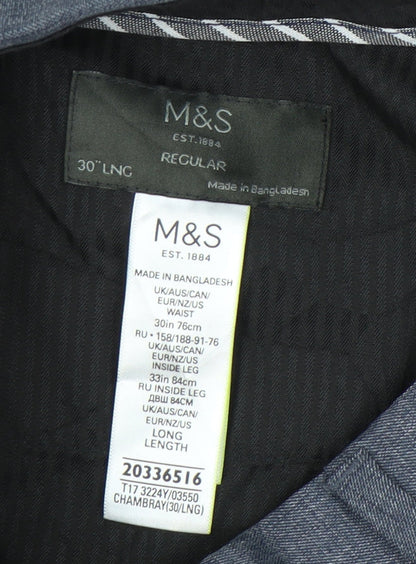 M&S
EST.1884
REGULAR
30" LNG
Made in Bangladesh
M&S
EST. 1884
MADE IN BANGLADESH
UK/AUS/CAN/
EUR/NZ/US
WAIST
30in 76cm
RU • 158/188-91-76
UK/AUS/CAN/
EUR/NZ/US
INSIDE LEG
33in 84cm
RU INSIDE LEG
ДВШ 84CM
UK/AUS/CAN/
EUR/NZ/US
LONG
LENGTH
20336516
T17 3224Y/03550
CHAMBRAY(30/LNG)